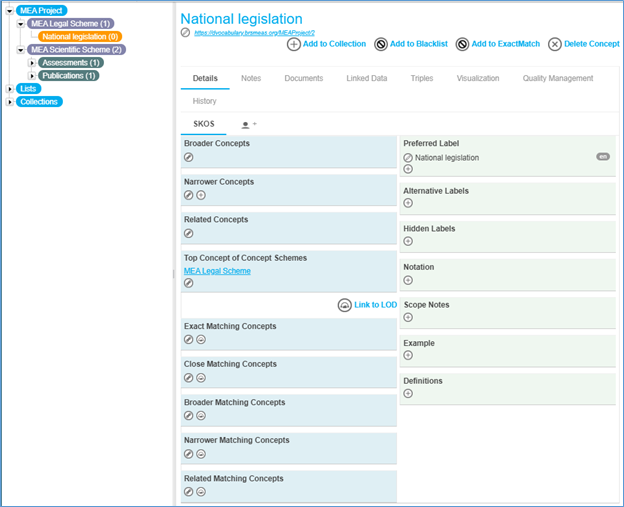 MEA Project
MEA Legal Scheme (1)
National legislation (0)
MEA Scientific Scheme (2)
Assessments (1)
Publications (1)
Lists
Collections
National legislation
https://dvocabulary.brsmeas.org/MEAProject/2
Add to Collection
Add to Blacklist
Add to ExactMatch
Delete Concept
Details
Notes
Documents
Linked Data
Triples
Visualization
Quality Management
History
SKOS
+
Broader Concepts
Narrower Concepts
Related Concepts
Top Concept of Concept Schemes
MEA Legal Scheme
Link to LOD
Exact Matching Concepts
Close Matching Concepts
Broader Matching Concepts
Narrower Matching Concepts
Related Matching Concepts
Preferred Label
National legislation
en
Alternative Labels
Hidden Labels
Notation
Scope Notes
Example
Definitions